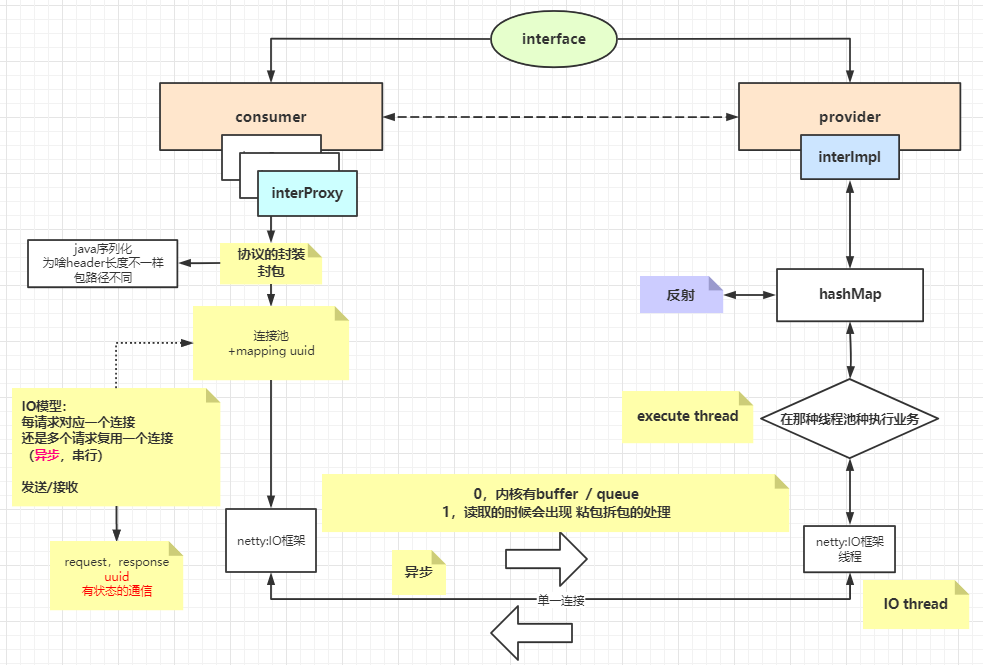 interface
consumer
provider
interImpl
interProxy
java序列化
为啥header长度不一样
包路径不同
协议的封装
封包
反射
hashMap
连接池
+mapping uuid
IO模型：
每请求对应一个连接
还是多个请求复用一个连接
（异步，串行）
发送/接收
execute thread
在那种线程池种执行业务
0，内核有buffer / queue
1，读取的时候会出现 粘包拆包的处理
netty:IO框架
netty:IO框架
线程
request，response
uuid
有状态的通信
异步
单一连接
IO thread